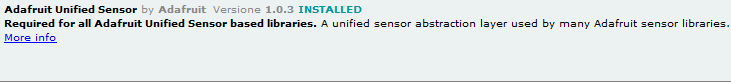 Adafruit Unified Sensor by Adafruit Versione 1.0.3 INSTALLED
Required for all Adafruit Unified Sensor based libraries. A unified sensor abstraction layer used by many Adafruit sensor libraries.
More info